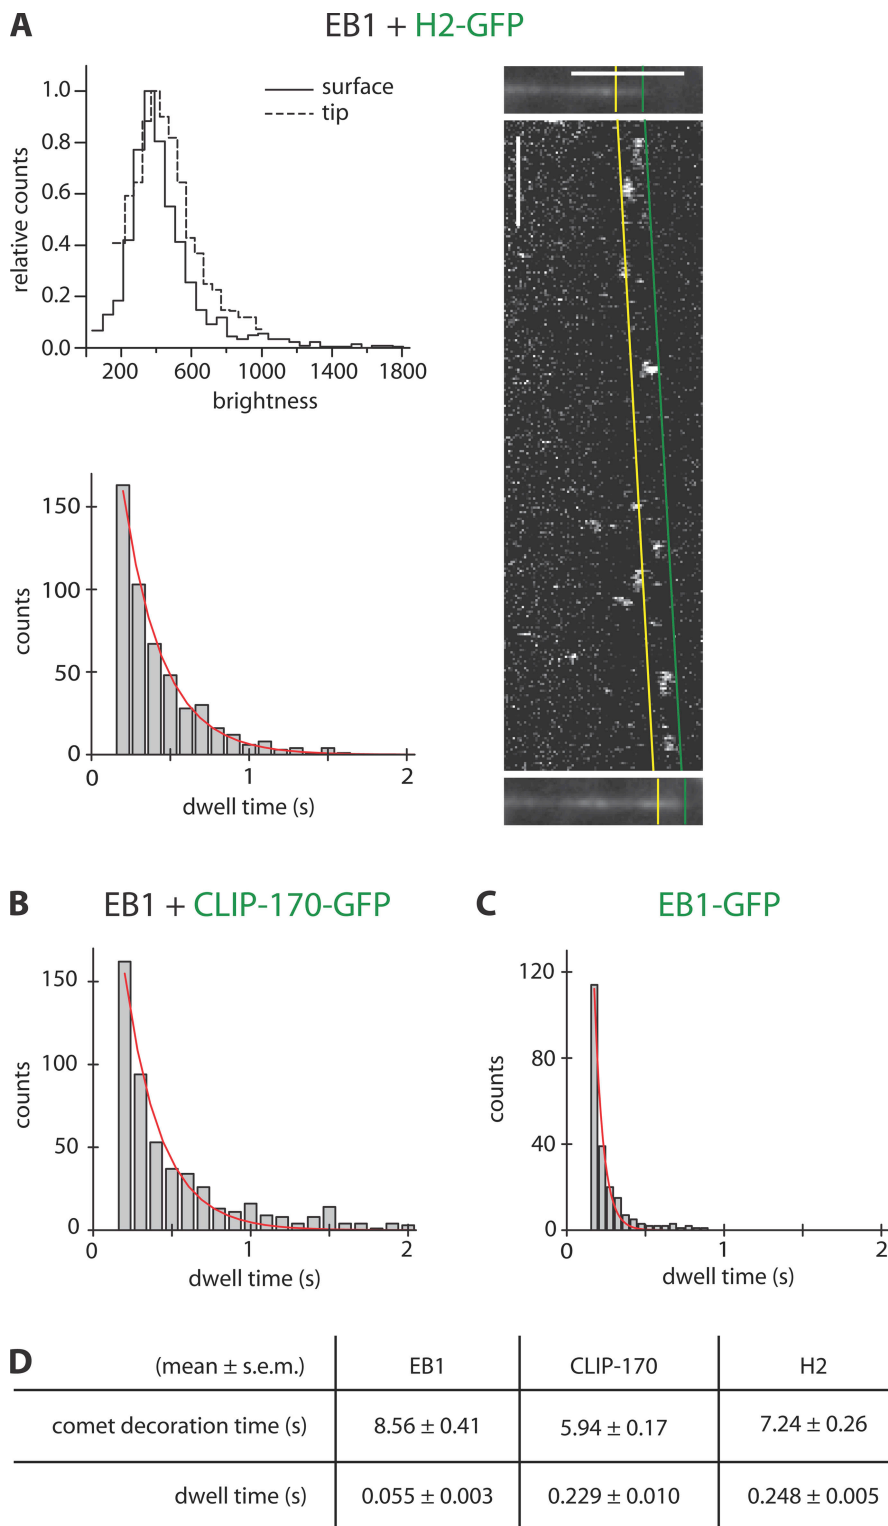 A EB1 + H2-GFP
surface
tip
1.0
0.8
0.6
0.4
0.2
0.0
relative counts
200 600 1000 1400 1800
brightness
150
100
50
0
counts
0 1 2
dwell time (s)
B EB1 + CLIP-170-GFP
150
100
50
0
counts
0 1 2
dwell time (s)
C EB1-GFP
120
80
40
0
counts
0 1 2
dwell time (s)
D (mean ± s.e.m.) EB1 CLIP-170 H2
comet decoration time (s) 8.56 ± 0.41 5.94 ± 0.17 7.24 ± 0.26
dwell time (s) 0.055 ± 0.003 0.229 ± 0.010 0.248 ± 0.005